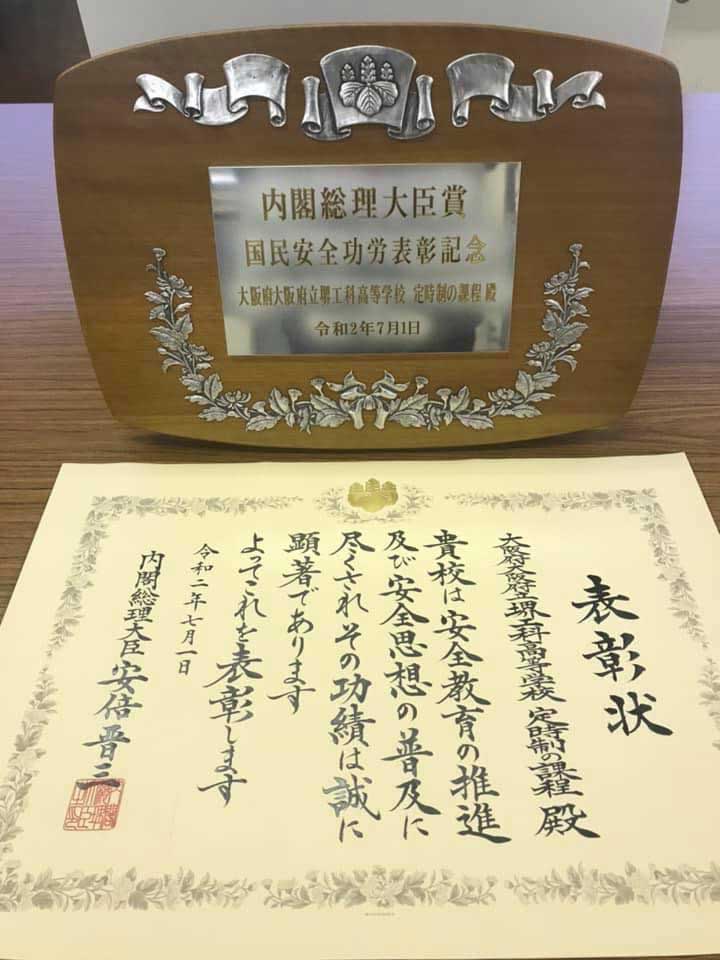 内閣総理大臣賞
国民安全功労表彰記念
大阪府大阪府立堺工科高等学校 定時制の課程 殿
令和2年7月1日
表彰状
大阪府大阪府立堺工科高等学校 定時制の課程 殿
貴校は安全教育の推進
及び安全思想の普及に
尽くされその功績は誠に
顕著であります
よってこれを表彰します
令和二年七月一日
内閣総理大臣 安倍晋三